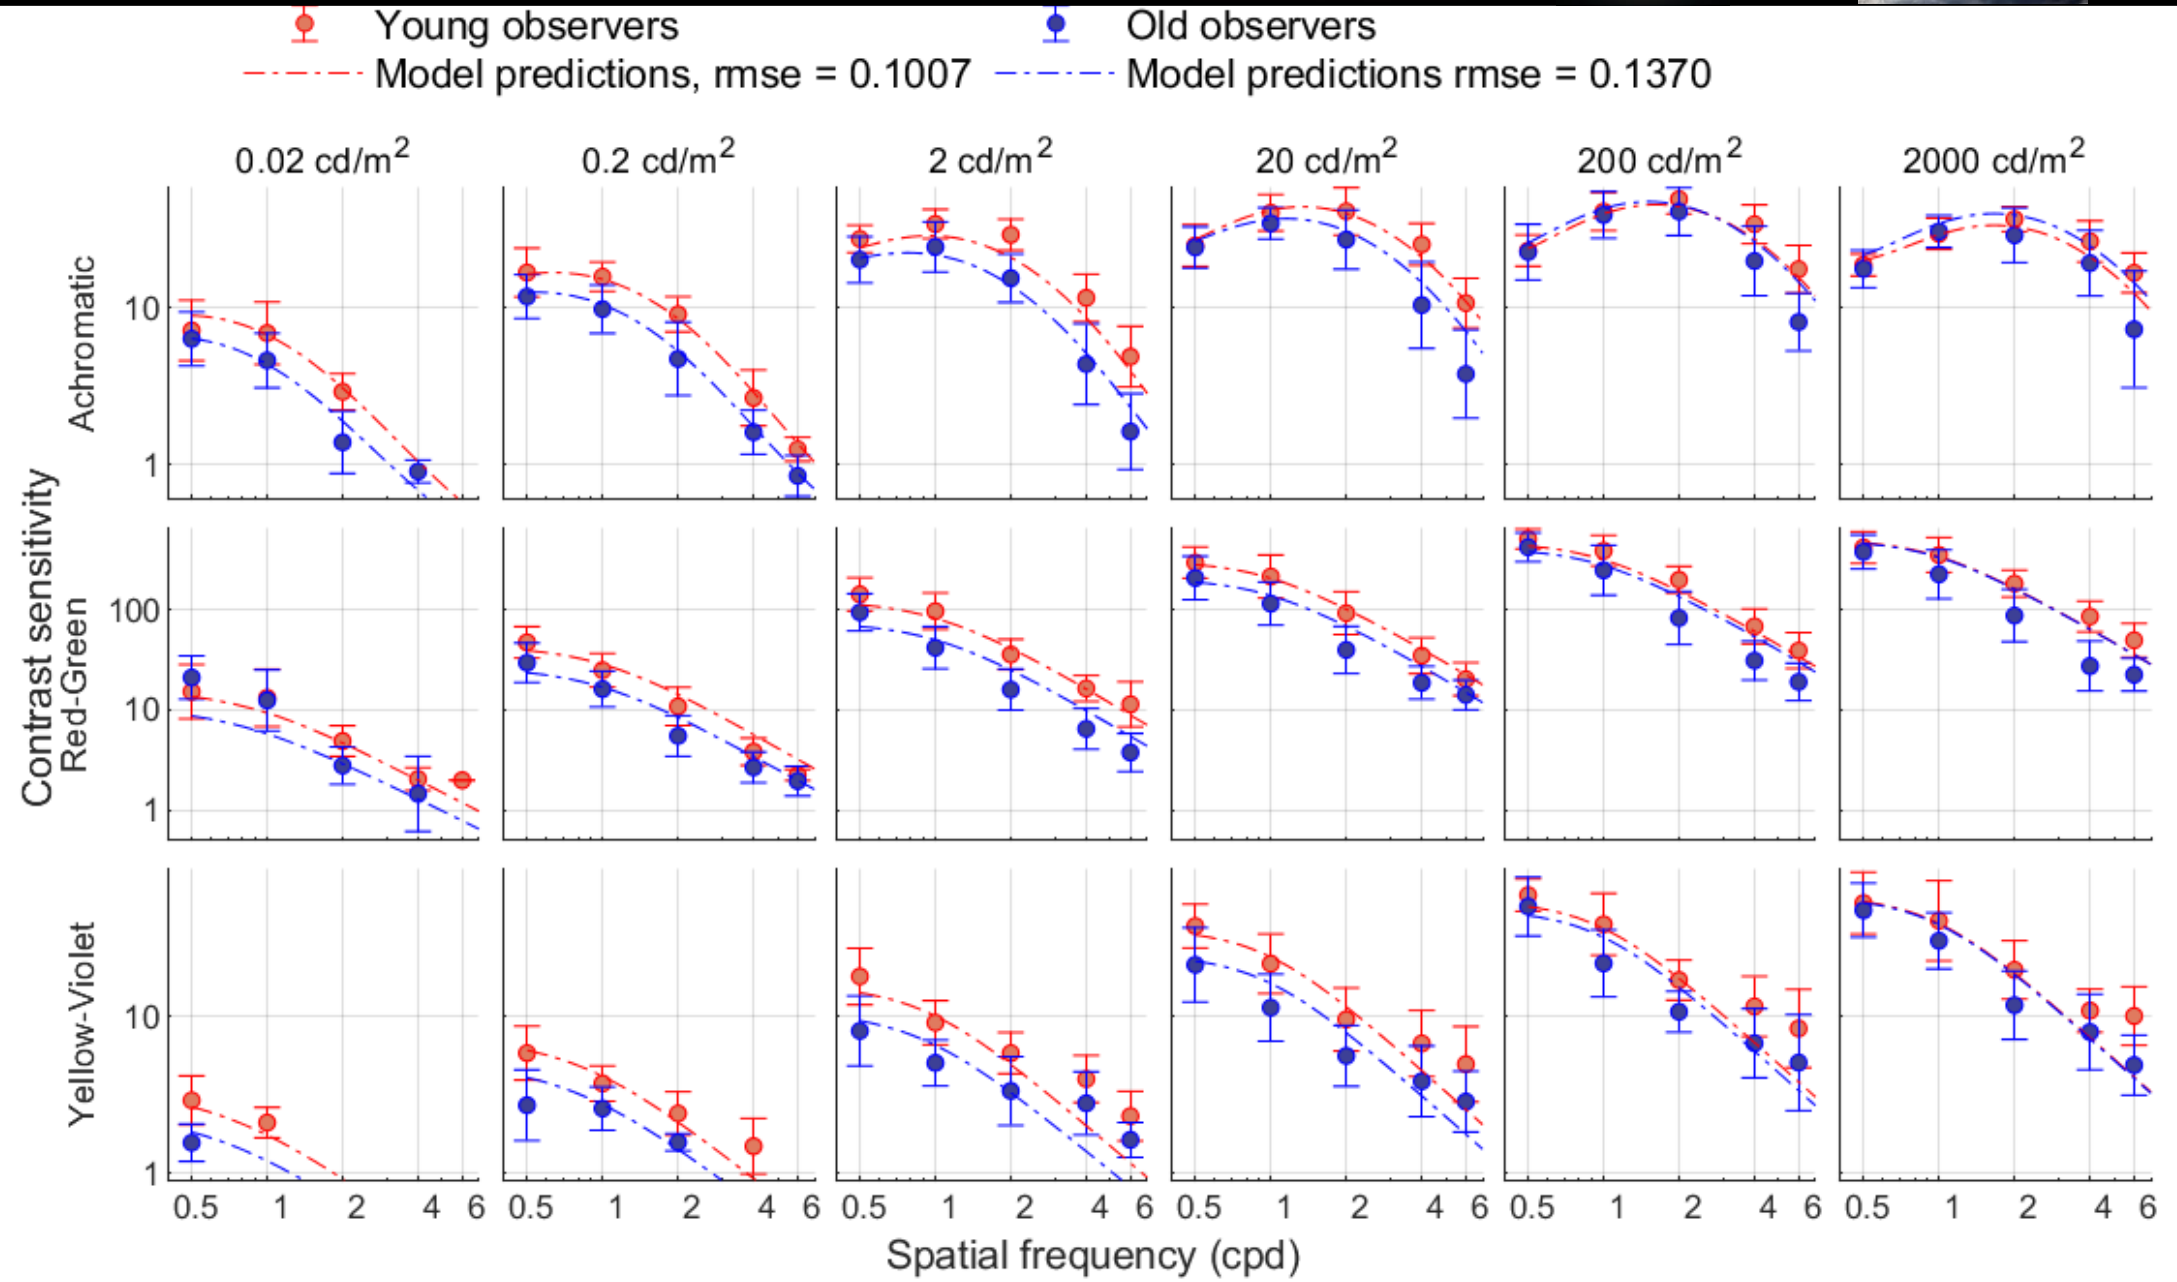 Young observers Old observers
Model predictions, rmse = 0.1007 Model predictions rmse = 0.1370
0.02 cd/m² 0.2 cd/m² 2 cd/m² 20 cd/m² 200 cd/m² 2000 cd/m²
Contrast sensitivity
Achromatic
10
1
Red-Green
100
10
1
Yellow-Violet
10
1
0.5 1 2 4 6 0.5 1 2 4 6 0.5 1 2 4 6 0.5 1 2 4 6 0.5 1 2 4 6 0.5 1 2 4 6
Spatial frequency (cpd)